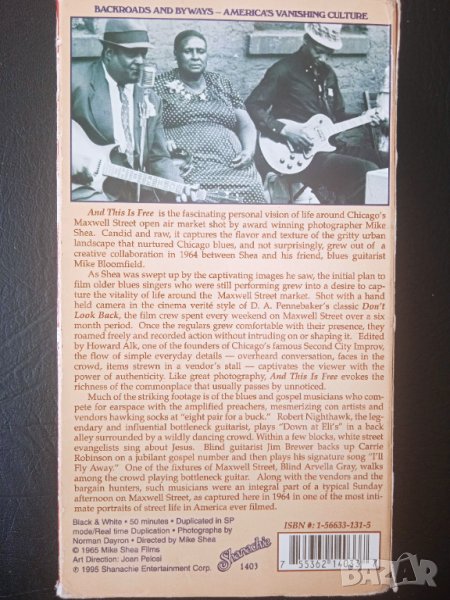 BACKROADS AND BYWAYS – AMERICA'S VANISHING CULTURE
And This Is Free is the fascinating personal vision of life around Chicago's
Maxwell Street open air market shot by award winning photographer Mike
Shea. Candid and raw, it captures the flavor and texture of the gritty urban
landscape that nurtured Chicago blues, and not surprisingly, grew out of a
creative collaboration in 1964 between Shea and his friend, blues guitarist
Mike Bloomfield.
As Shea was swept up by the captivating images he saw, the initial plan to
film older blues singers who were still performing grew into a desire to cap-
ture the vitality of life around the Maxwell Street market. Shot with a hand
held camera in the cinema verité style of D. A. Pennebaker's classic Don't
Look Back, the film crew spent every weekend on Maxwell Street over a six
month period. Once the regulars grew comfortable with their presence, they
roamed freely and recorded action without intruding on or shaping it. Edited
by Howard Alk, one of the founders of Chicago's famous Second City Improv,
the flow of simple everyday details — overheard conversation, faces in the
crowd, items strewn in a vendor's stall — captivates the viewer with the
power of authenticity. Like great photography, And This Is Free evokes the
richness of the commonplace that usually passes by unnoticed.
Much of the striking footage is of the blues and gospel musicians who com-
pete for earspace with the amplified preachers, mesmerizing con artists and
vendors hawking socks at "eight pair for a buck." Robert Nighthawk, the leg-
endary and influential bottleneck guitarist, plays "Down at Eli's" in a back
alley surrounded by a wildly dancing crowd. Within a few blocks, white street
evangelists sing about Jesus. Blind guitarist Jim Brewer backs up Carrie
Robinson on a jubilant gospel number and then plays his signature song "I'll
Fly Away." One of the fixtures of Maxwell Street, Blind Arvella Gray, walks
among the crowd playing bottleneck guitar. Along with the vendors and the
bargain hunters, such musicians were an integral part of a typical Sunday
afternoon on Maxwell Street, as captured here in 1964 in one of the most inti-
mate portraits of street life in America ever filmed.
Black & White • 50 minutes • Duplicated in SP
mode/Real time Duplication • Photographs by
Norman Dayron • Directed by Mike Shea
© 1965 Mike Shea Films
Art Direction: Joan Pelosi
℗ 1995 Shanachie Entertainment Corp.
Shanachie
1403
ISBN #: 1-56633-131-5
7 55362 14033
bazar.bg